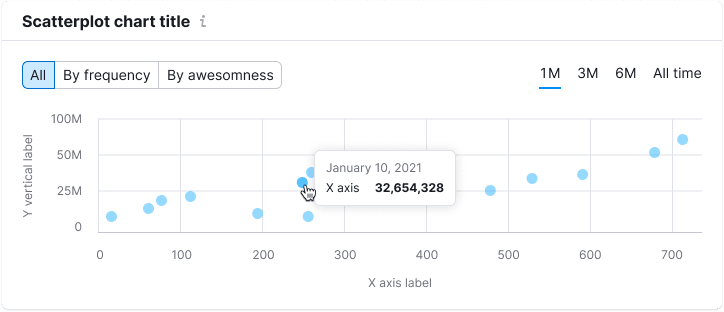 Scatterplot chart title i
All By frequency By awesomness
1M 3M 6M All time
Y vertical label
100M
50M
25M
0
January 10, 2021
X axis 32,654,328
0 100 200 300 400 500 600 700
X axis label